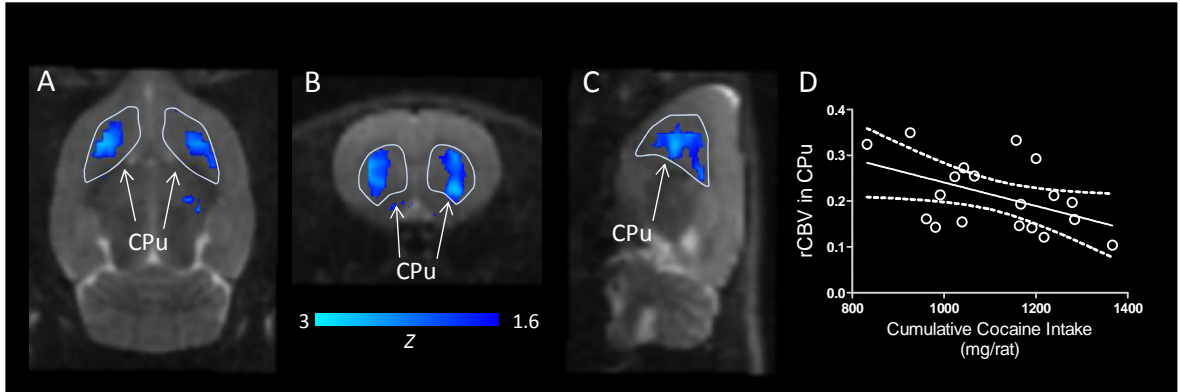 A
B
C
D
CPu
CPu
CPu
3
1.6
Z
rCBV in CPu
0.4
0.3
0.2
0.1
0.0
800
1000
1200
1400
Cumulative Cocaine Intake
(mg/rat)